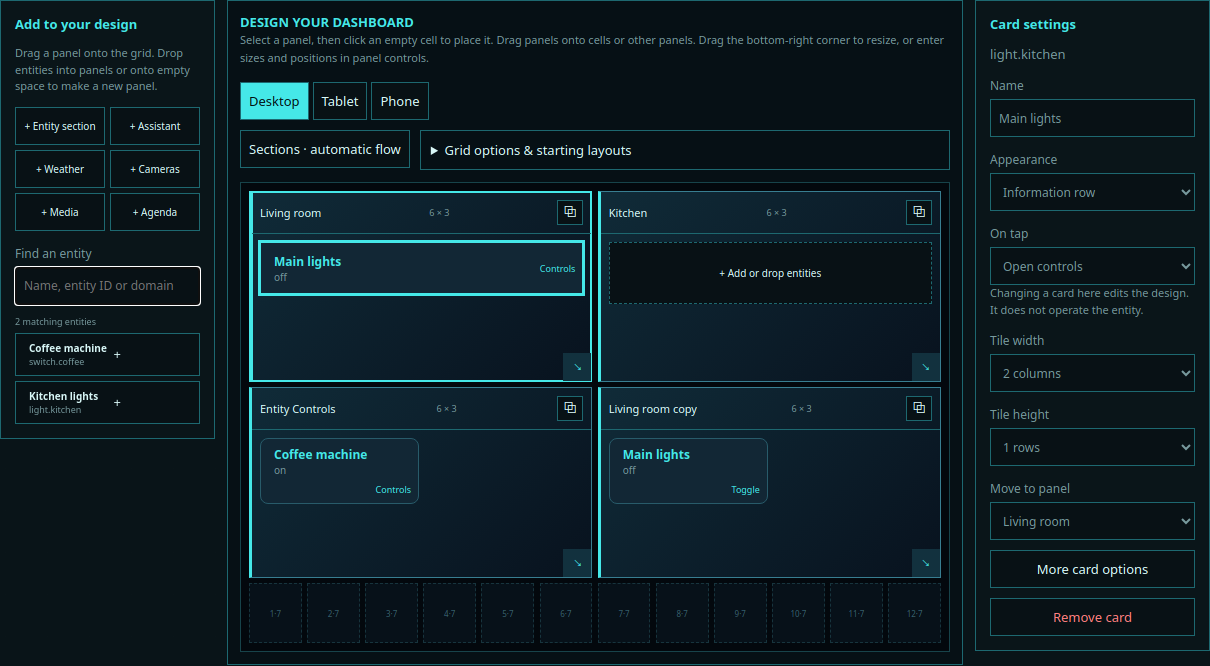 Add to your design
Drag a panel onto the grid. Drop
entities into panels or onto empty
space to make a new panel.
+ Entity section
+ Assistant
+ Weather
+ Cameras
+ Media
+ Agenda
Find an entity
Name, entity ID or domain
2 matching entities
Coffee machine
switch.coffee
+
Kitchen lights
light.kitchen
+
DESIGN YOUR DASHBOARD
Select a panel, then click an empty cell to place it. Drag panels onto cells or other panels. Drag the bottom-right corner to resize, or enter
sizes and positions in panel controls.
Desktop
Tablet
Phone
Sections · automatic flow
▶ Grid options & starting layouts
Living room
6 × 3
Main lights
off
Controls
↘
Kitchen
6 × 3
+ Add or drop entities
↘
Entity Controls
6 × 3
Coffee machine
on
Controls
↘
Living room copy
6 × 3
Main lights
off
Toggle
↘
1·7
2·7
3·7
4·7
5·7
6·7
7·7
8·7
9·7
10·7
11·7
12·7
Card settings
light.kitchen
Name
Main lights
Appearance
Information row
On tap
Open controls
Changing a card here edits the design.
It does not operate the entity.
Tile width
2 columns
Tile height
1 rows
Move to panel
Living room
More card options
Remove card